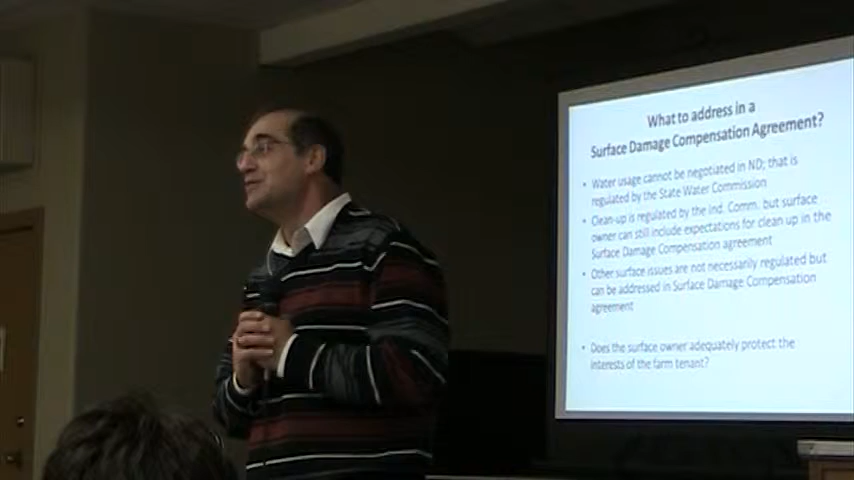 What to address in a
Surface Damage Compensation Agreement?
• Water usage cannot be negotiated in ND; that is
regulated by the State Water Commission
• Clean-up is regulated by the Ind. Comm. but surface
owner can still include expectations for clean up in the
Surface Damage Compensation agreement
• Other surface issues are not necessarily regulated but
can be addressed in Surface Damage Compensation
agreement
• Does the surface owner adequately protect the
interests of the farm tenant?